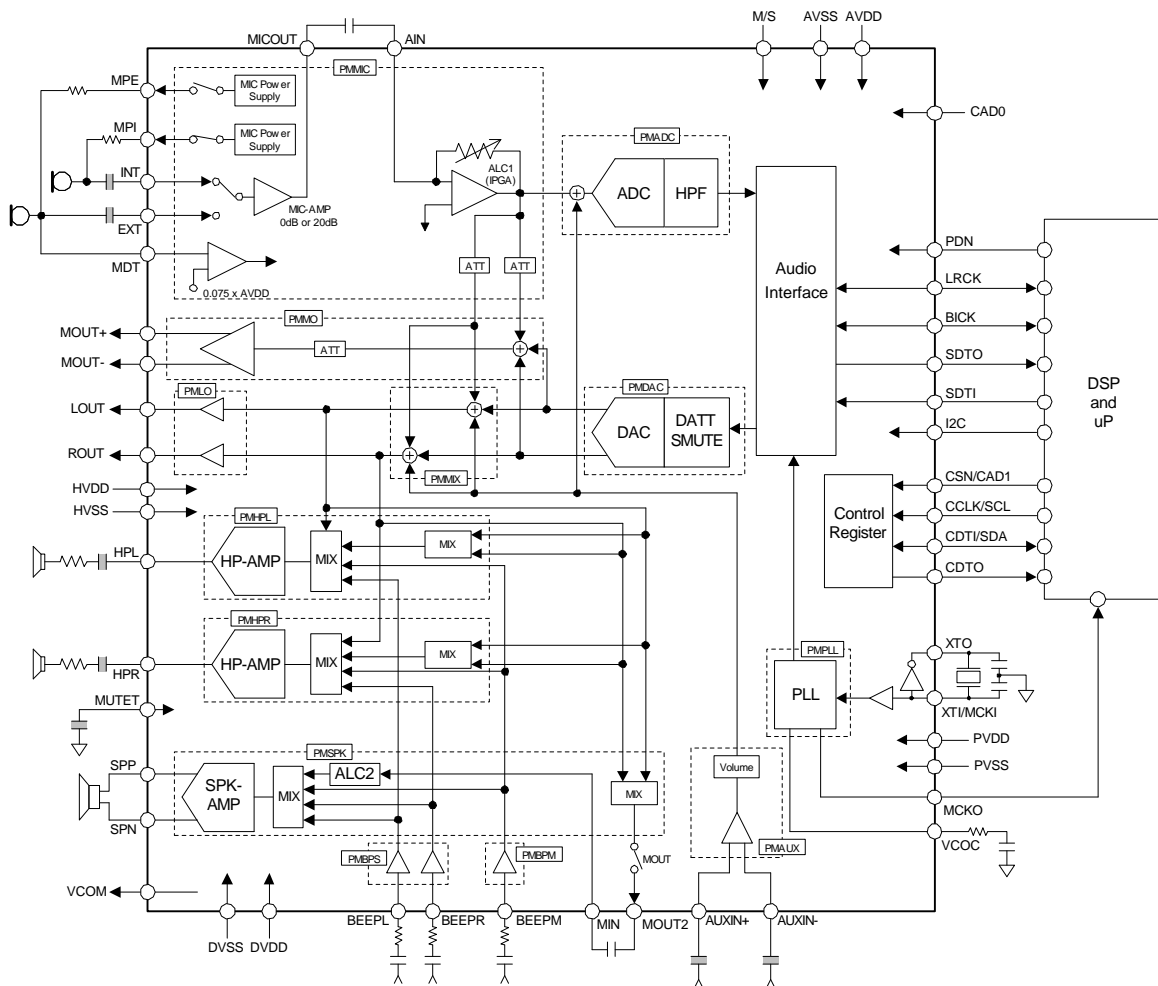 MICOUT
AIN
M/S
AVSS
AVDD
PMMIC
MPE
MIC Power
Supply
CAD0
MPI
MIC Power
Supply
PMADC
INT
ALC1
(IPGA)
ADC
HPF
MIC-AMP
0dB or 20dB
EXT
MDT
ATT
ATT
0.075 x AVDD
Audio
Interface
PDN
LRCK
BICK
SDTO
SDTI
I2C
DSP
and
uP
PMMO
MOUT+
MOUT-
ATT
PMLO
LOUT
ROUT
PMMIX
PMDAC
DAC
DATT
SMUTE
HVDD
HVSS
Control
Register
CSN/CAD1
CCLK/SCL
CDTI/SDA
CDTO
PMHPL
HPL
HP-AMP
MIX
MIX
PMHPR
HPR
HP-AMP
MIX
MIX
MUTET
PMPLL
PLL
XTO
XTI/MCKI
PVDD
PVSS
MCKO
VCOC
PMSPK
SPP
SPN
SPK-
AMP
MIX
ALC2
MIX
Volume
PMAUX
MOUT
PMBPS
PMBPM
VCOM
DVSS
DVDD
BEEPL
BEEPR
BEEPM
MIN
MOUT2
AUXIN+
AUXIN-